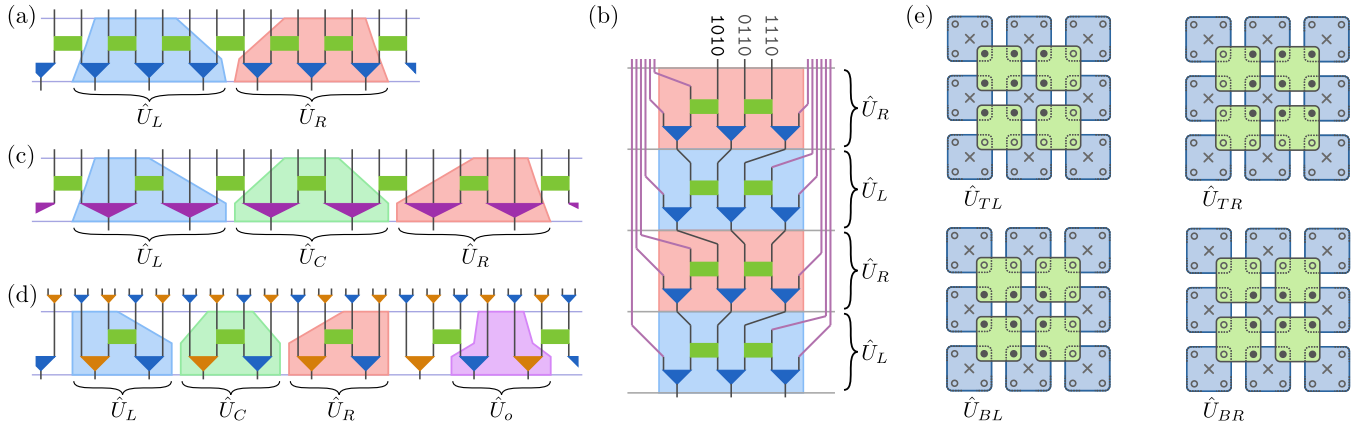 (a)
Û_L
Û_R
(b)
1010
0110
1110
Û_R
Û_L
Û_R
Û_L
(c)
Û_L
Û_C
Û_R
(d)
Û_L
Û_C
Û_R
Û_o
(e)
Û_TL
Û_TR
Û_BL
Û_BR